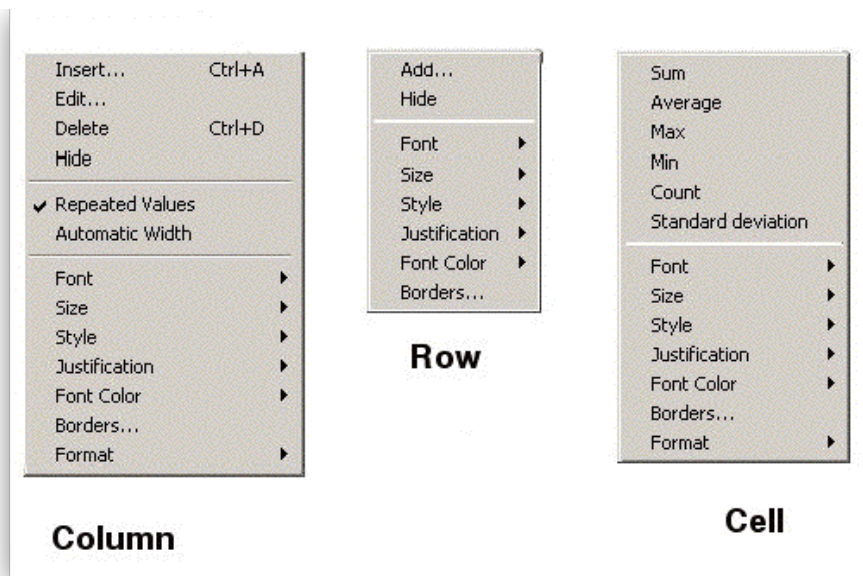 Insert... Ctrl+A
Edit...
Delete Ctrl+D
Hide
Repeated Values
Automatic Width
Font
Size
Style
Justification
Font Color
Borders...
Format
Column
Add...
Hide
Font
Size
Style
Justification
Font Color
Borders...
Row
Sum
Average
Max
Min
Count
Standard deviation
Font
Size
Style
Justification
Font Color
Borders...
Format
Cell